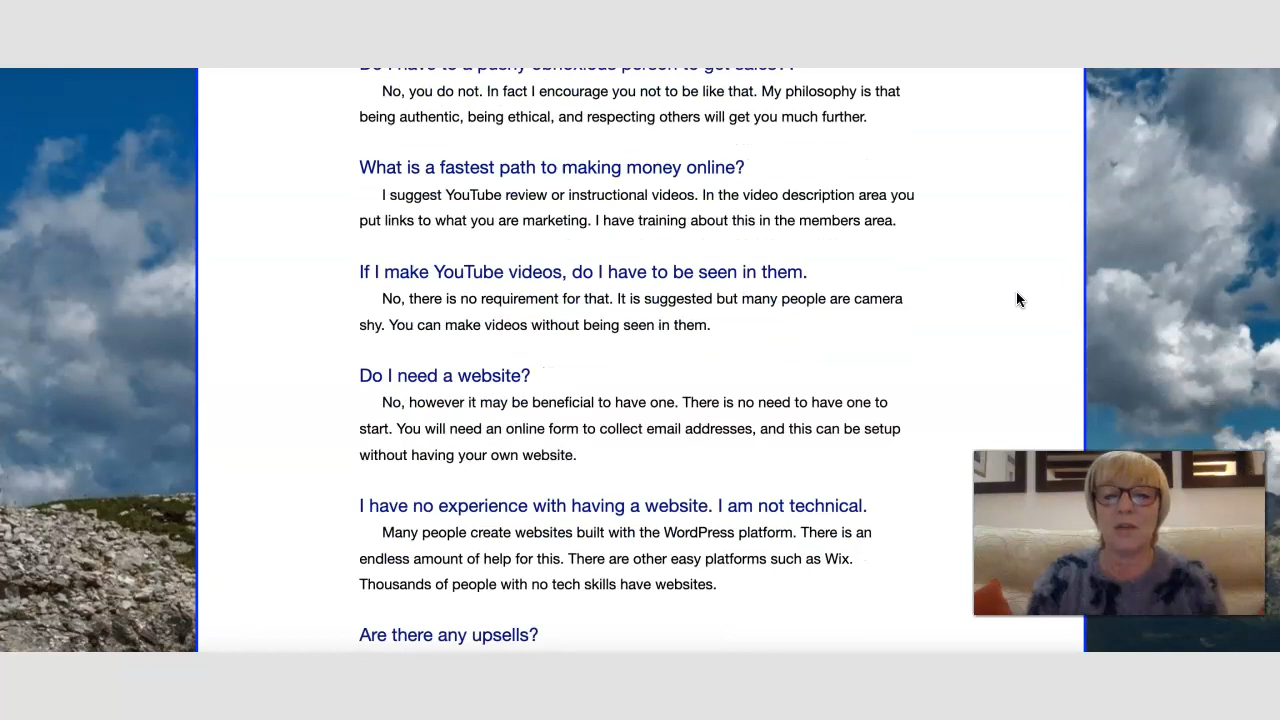 No, you do not. In fact I encourage you not to be like that. My philosophy is that
being authentic, being ethical, and respecting others will get you much further.
What is a fastest path to making money online?
I suggest YouTube review or instructional videos. In the video description area you
put links to what you are marketing. I have training about this in the members area.
If I make YouTube videos, do I have to be seen in them.
No, there is no requirement for that. It is suggested but many people are camera
shy. You can make videos without being seen in them.
Do I need a website?
No, however it may be beneficial to have one. There is no need to have one to
start. You will need an online form to collect email addresses, and this can be setup
without having your own website.
I have no experience with having a website. I am not technical.
Many people create websites built with the WordPress platform. There is an
endless amount of help for this. There are other easy platforms such as Wix.
Thousands of people with no tech skills have websites.
Are there any upsells?